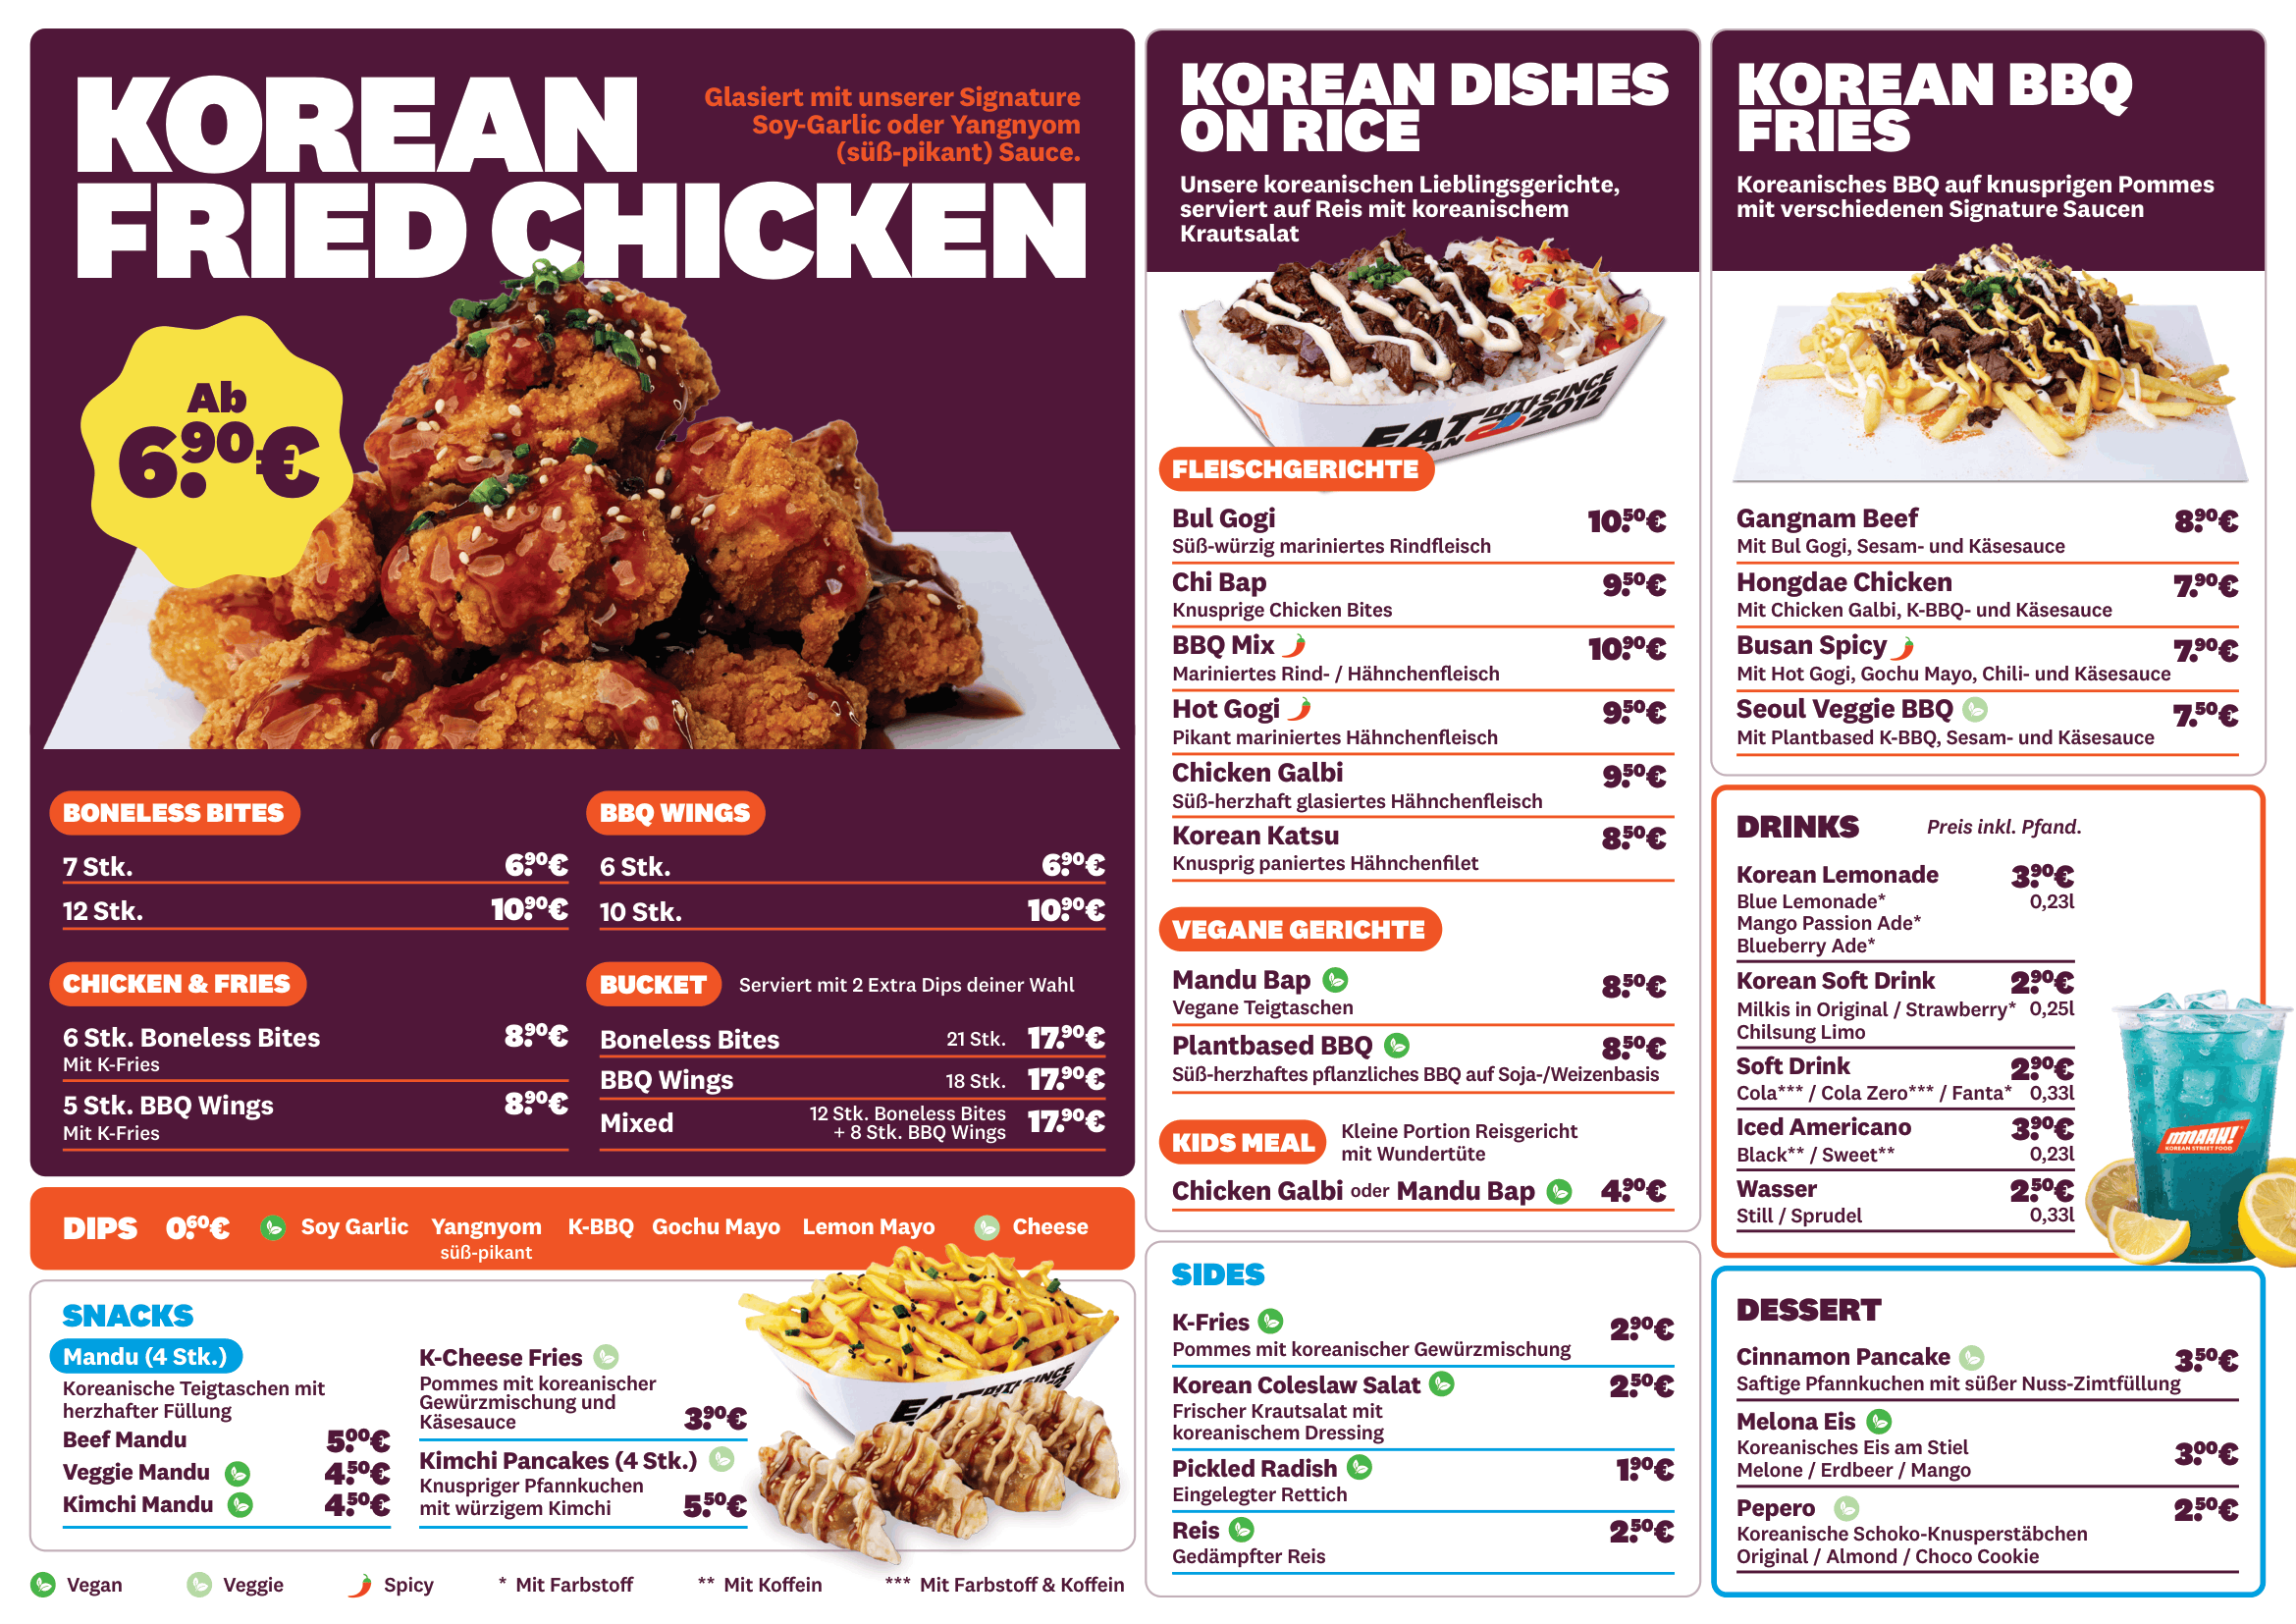 KOREAN
FRIED CHICKEN
Glasiert mit unserer Signature
Soy-Garlic oder Yangnyom
(süß-pikant) Sauce.
Ab
6.90€
BONELESS BITES
7 Stk. 6.90€
12 Stk. 10.90€
BBQ WINGS
6 Stk. 6.90€
10 Stk. 10.90€
CHICKEN & FRIES
6 Stk. Boneless Bites 8.90€
Mit K-Fries
5 Stk. BBQ Wings 8.90€
Mit K-Fries
BUCKET Serviert mit 2 Extra Dips deiner Wahl
Boneless Bites 21 Stk. 17.90€
BBQ Wings 18 Stk. 17.90€
Mixed 12 Stk. Boneless Bites
+ 8 Stk. BBQ Wings 17.90€
DIPS 0.60€ Soy Garlic Yangnyom K-BBQ Gochu Mayo Lemon Mayo Cheese
süß-pikant
SNACKS
Mandu (4 Stk.)
Koreanische Teigtaschen mit
herzhafter Füllung
Beef Mandu 5.00€
Veggie Mandu 4.50€
Kimchi Mandu 4.50€
K-Cheese Fries
Pommes mit koreanischer
Gewürzmischung und
Käsesauce 3.90€
Kimchi Pancakes (4 Stk.)
Knuspriger Pfannkuchen
mit würzigem Kimchi 5.50€
Vegan Veggie Spicy * Mit Farbstoff ** Mit Koffein *** Mit Farbstoff & Koffein
KOREAN DISHES
ON RICE
Unsere koreanischen Lieblingsgerichte,
serviert auf Reis mit koreanischem
Krautsalat
EAT
SINCE
2012
FLEISCHGERICHTE
Bul Gogi 10.50€
Süß-würzig mariniertes Rindfleisch
Chi Bap 9.50€
Knusprige Chicken Bites
BBQ Mix 10.90€
Mariniertes Rind- / Hähnchenfleisch
Hot Gogi 9.50€
Pikant mariniertes Hähnchenfleisch
Chicken Galbi 9.50€
Süß-herzhaft glasiertes Hähnchenfleisch
Korean Katsu 8.50€
Knusprig paniertes Hähnchenfilet
VEGANE GERICHTE
Mandu Bap 8.50€
Vegane Teigtaschen
Plantbased BBQ 8.50€
Süß-herzhaftes pflanzliches BBQ auf Soja-/Weizenbasis
KIDS MEAL Kleine Portion Reisgericht
mit Wundertüte
Chicken Galbi oder Mandu Bap 4.90€
SIDES
K-Fries 2.90€
Pommes mit koreanischer Gewürzmischung
Korean Coleslaw Salat 2.50€
Frischer Krautsalat mit
koreanischem Dressing
Pickled Radish 1.90€
Eingelegter Rettich
Reis 2.50€
Gedämpfter Reis
KOREAN BBQ
FRIES
Koreanisches BBQ auf knusprigen Pommes
mit verschiedenen Signature Saucen
Gangnam Beef 8.90€
Mit Bul Gogi, Sesam- und Käsesauce
Hongdae Chicken 7.90€
Mit Chicken Galbi, K-BBQ- und Käsesauce
Busan Spicy 7.90€
Mit Hot Gogi, Gochu Mayo, Chili- und Käsesauce
Seoul Veggie BBQ 7.50€
Mit Plantbased K-BBQ, Sesam- und Käsesauce
DRINKS Preis inkl. Pfand.
Korean Lemonade 3.90€
Blue Lemonade* 0,23l
Mango Passion Ade*
Blueberry Ade*
Korean Soft Drink 2.90€
Milkis in Original / Strawberry* 0,25l
Chilsung Limo
Soft Drink 2.90€
Cola*** / Cola Zero*** / Fanta* 0,33l
Iced Americano 3.90€
Black** / Sweet** 0,23l
Wasser 2.50€
Still / Sprudel 0,33l
MMAAH!
KOREAN STREET FOOD
DESSERT
Cinnamon Pancake 3.50€
Saftige Pfannkuchen mit süßer Nuss-Zimtfüllung
Melona Eis
Koreanisches Eis am Stiel 3.00€
Melone / Erdbeer / Mango
Pepero 2.50€
Koreanische Schoko-Knusperstäbchen
Original / Almond / Choco Cookie